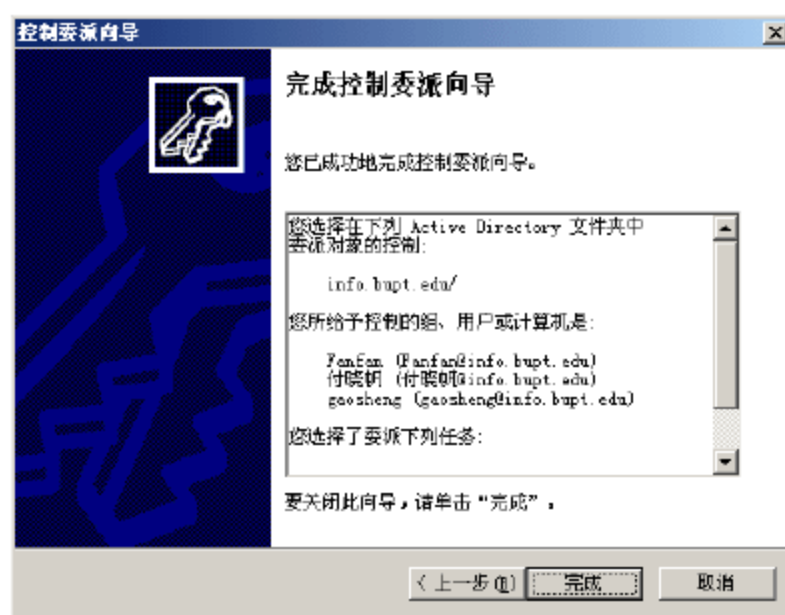 控制委派向导
完成控制委派向导
您已成功地完成控制委派向导。
您选择在下列 Active Directory 文件夹中
委派对象的控制:
info.bupt.edu/
您所给予控制的组、用户或计算机是:
Fanfan (Fanfan@info.bupt.edu)
付晓帆 (付晓帆@info.bupt.edu)
gaosheng (gaosheng@info.bupt.edu)
您选择了委派下列任务:
要关闭此向导，请单击“完成”。
<上一步(B) 完成 取消